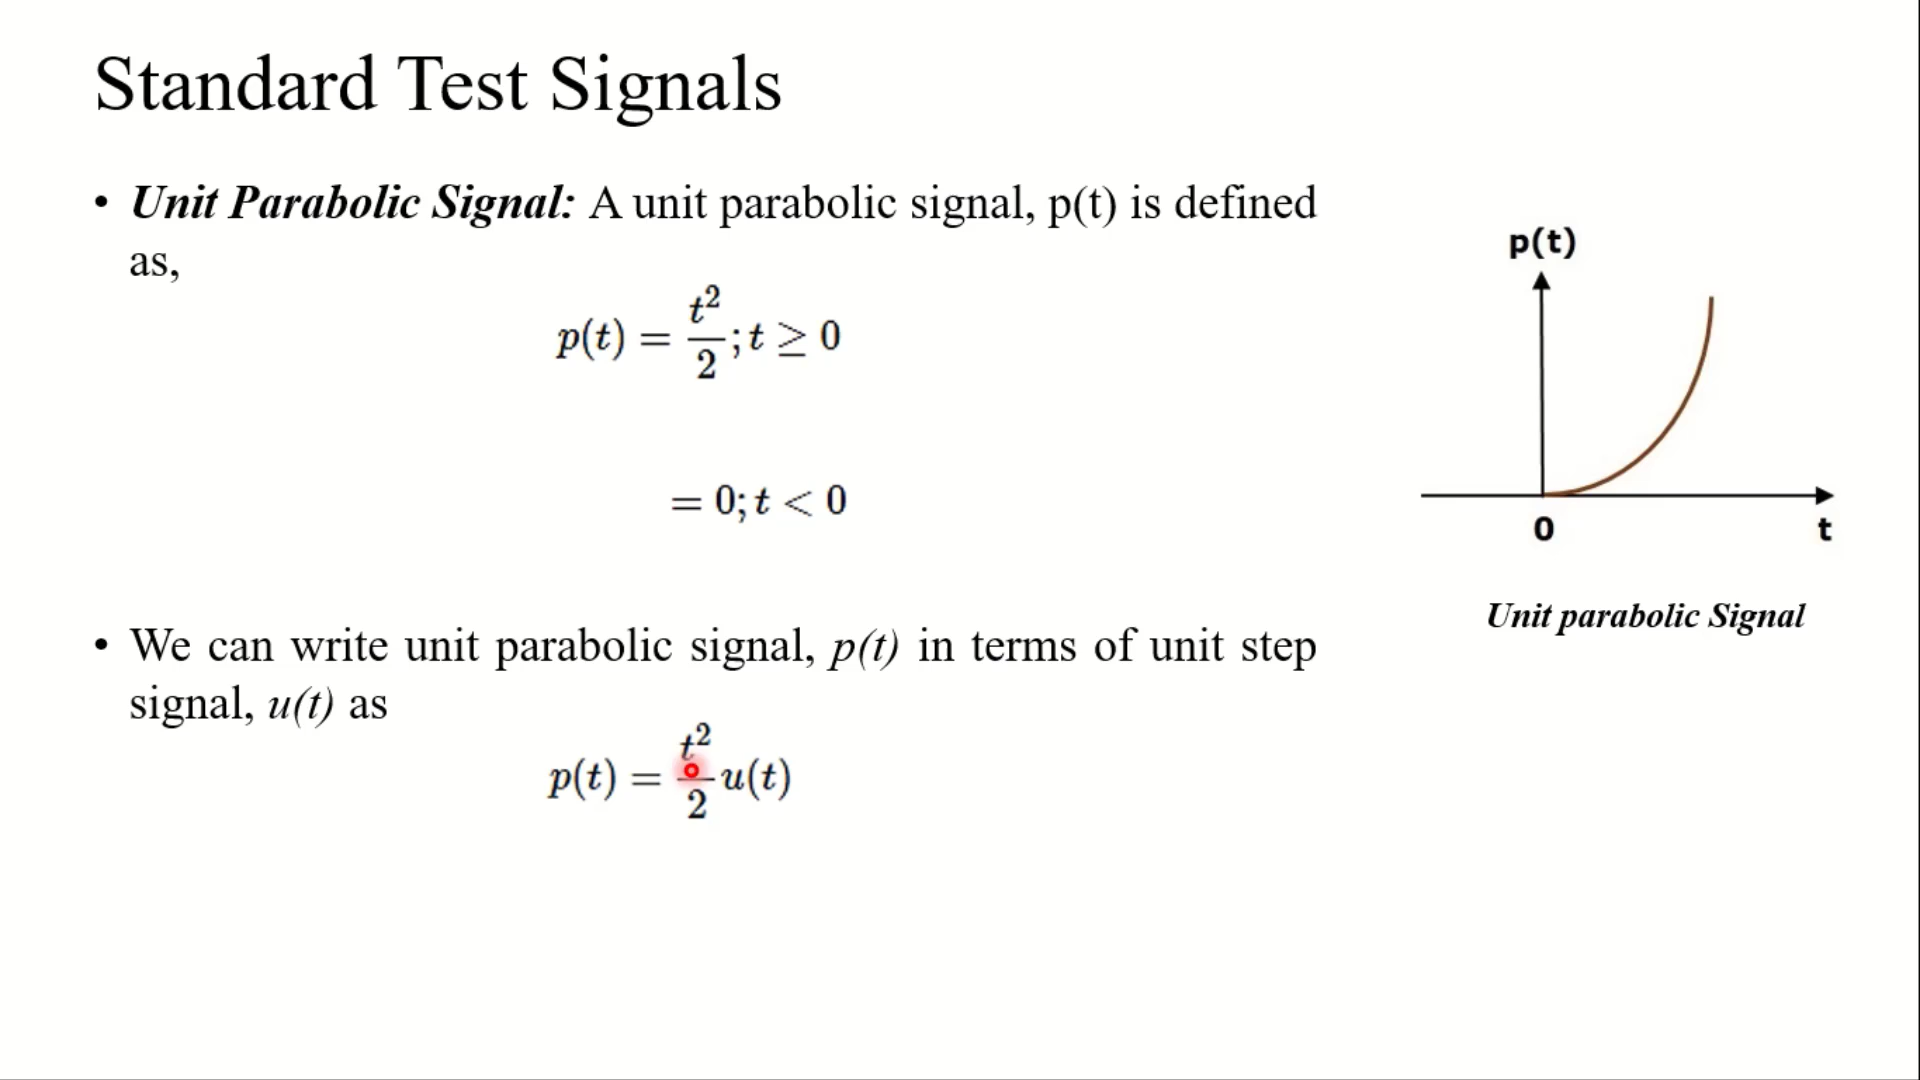 Standard Test Signals
• Unit Parabolic Signal: A unit parabolic signal, p(t) is defined
as,
p(t) = t²/2 ; t ≥ 0
= 0; t < 0
• We can write unit parabolic signal, p(t) in terms of unit step
signal, u(t) as
p(t) = t²/2 u(t)
p(t)
0
t
Unit parabolic Signal